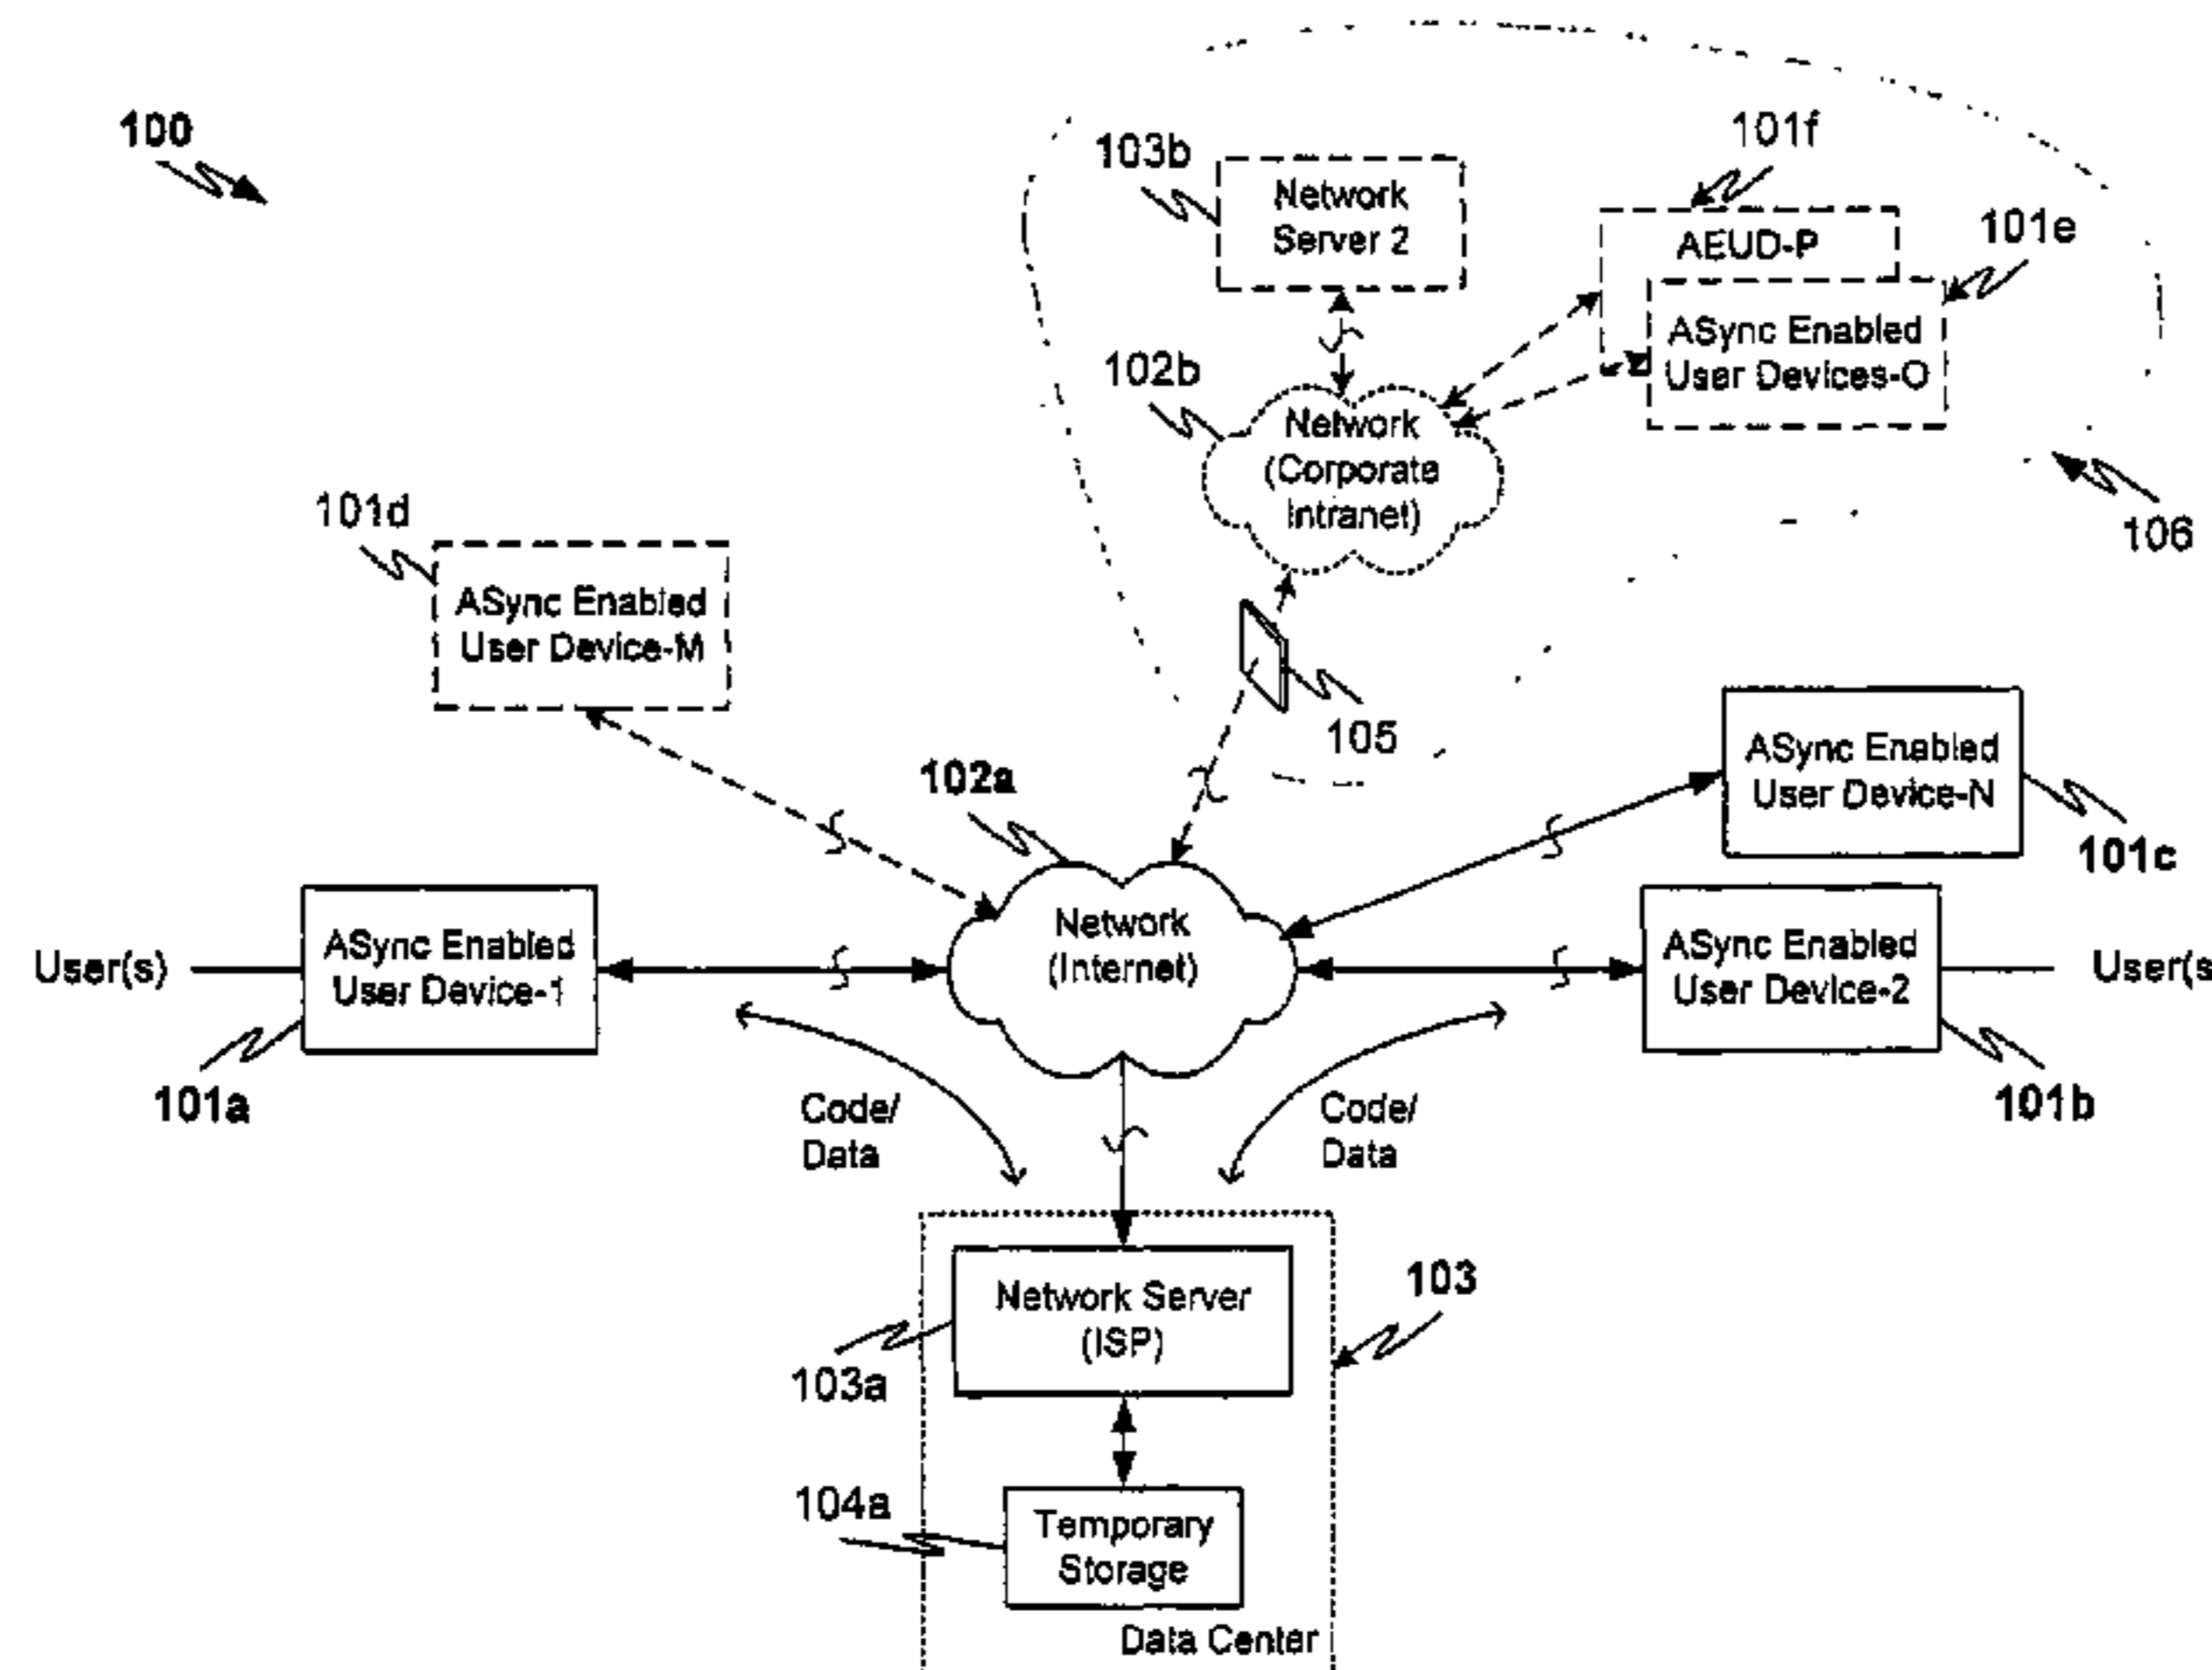 100
103b
Network
Server 2
101f
AEUD-P
101e
ASync Enabled
User Devices-O
102b
Network
(Corporate
Intranet)
106
101d
ASync Enabled
User Device-M
105
ASync Enabled
User Device-N
101c
102a
Network
(Internet)
User(s)
ASync Enabled
User Device-1
101a
ASync Enabled
User Device-2
User(s
101b
Code/
Data
Code/
Data
Network Server
(ISP)
103
103a
104a
Temporary
Storage
Data Center